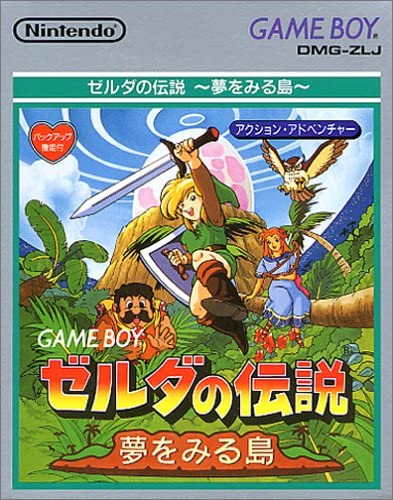 Nintendo
GAME BOY
DMG-ZLJ
ゼルダの伝説 ～夢をみる島～
バックアップ
機能付
アクション・アドベンチャー
GAME BOY
ゼルダの伝説
夢をみる島